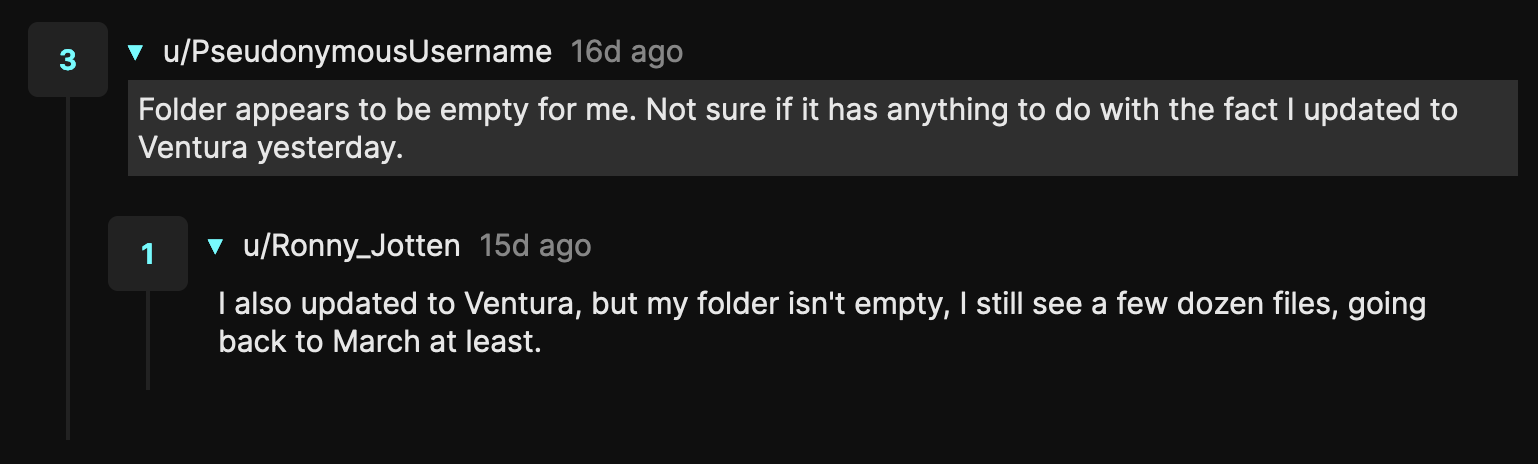 3
u/PseudonymousUsername 16d ago
Folder appears to be empty for me. Not sure if it has anything to do with the fact I updated to
Ventura yesterday.
1
u/Ronny_Jotten 15d ago
I also updated to Ventura, but my folder isn't empty, I still see a few dozen files, going
back to March at least.